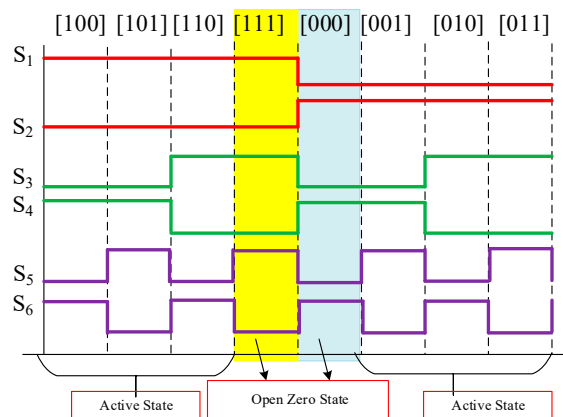 [100] [101] [110] [111] [000] [001] [010] [011]
S1
S2
S3
S4
S5
S6
Active State
Open Zero State
Active State